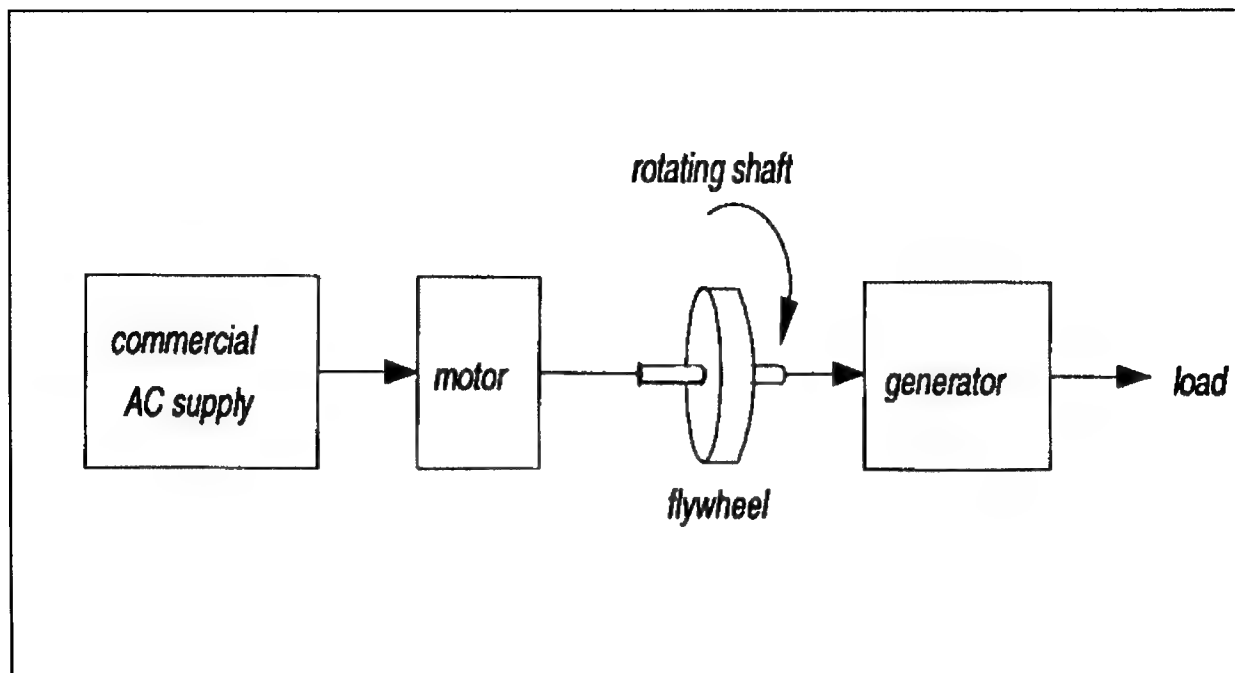 rotating shaft
commercial
AC supply
motor
generator
load
flywheel